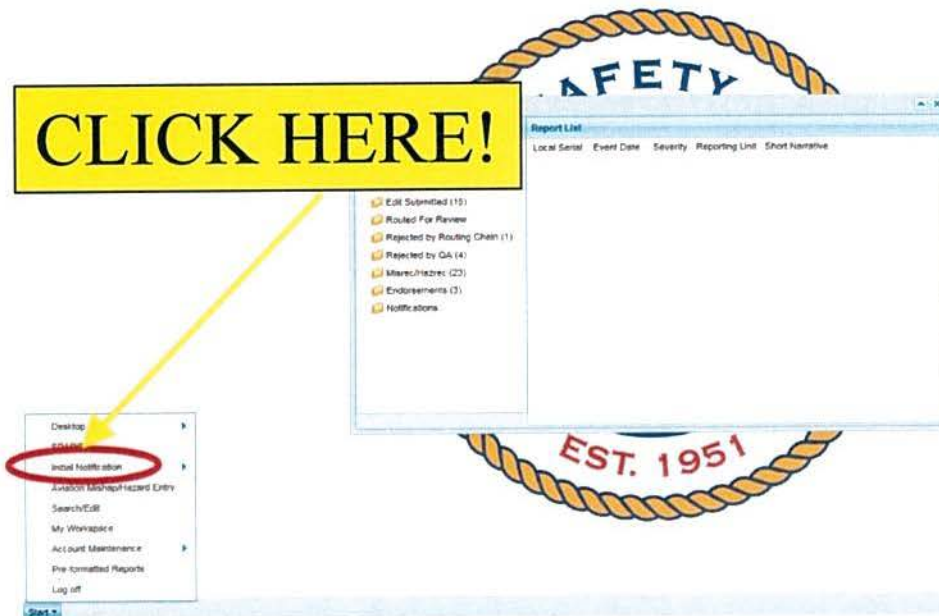 SAFETY
CLICK HERE!
Report List
Local Serial Event Date Severity Reporting Unit Short Narrative
Edit Submitted (15)
Routed For Review
Rejected by Routing Chain (1)
Rejected by QA (4)
Misrec/Hazrec (23)
Endorsements (3)
Notifications
EST. 1951
Desktop
Initial Notification
Aviation Mishap/Hazard Entry
Search/Edit
My Workspace
Account Maintenance
Pre-formatted Reports
Log off
Start